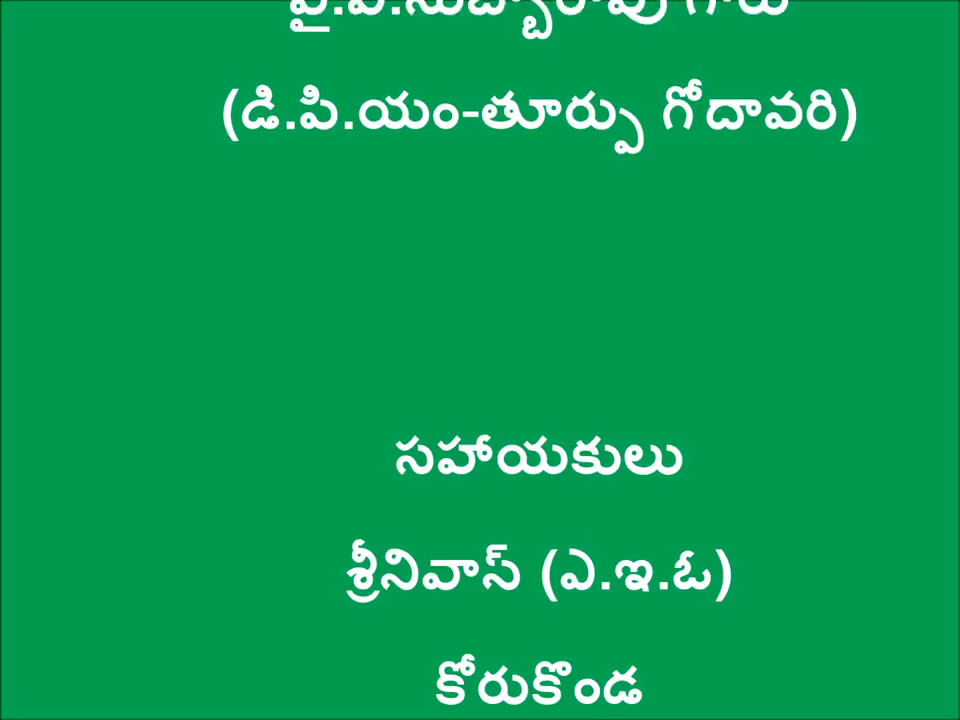 సుబ్బారావు గారు
(డి.పి.యం-తూర్పు గోదావరి)
సహాయకులు
శ్రీనివాస్ (ఎ.ఇ.ఓ)
కోరుకొండ